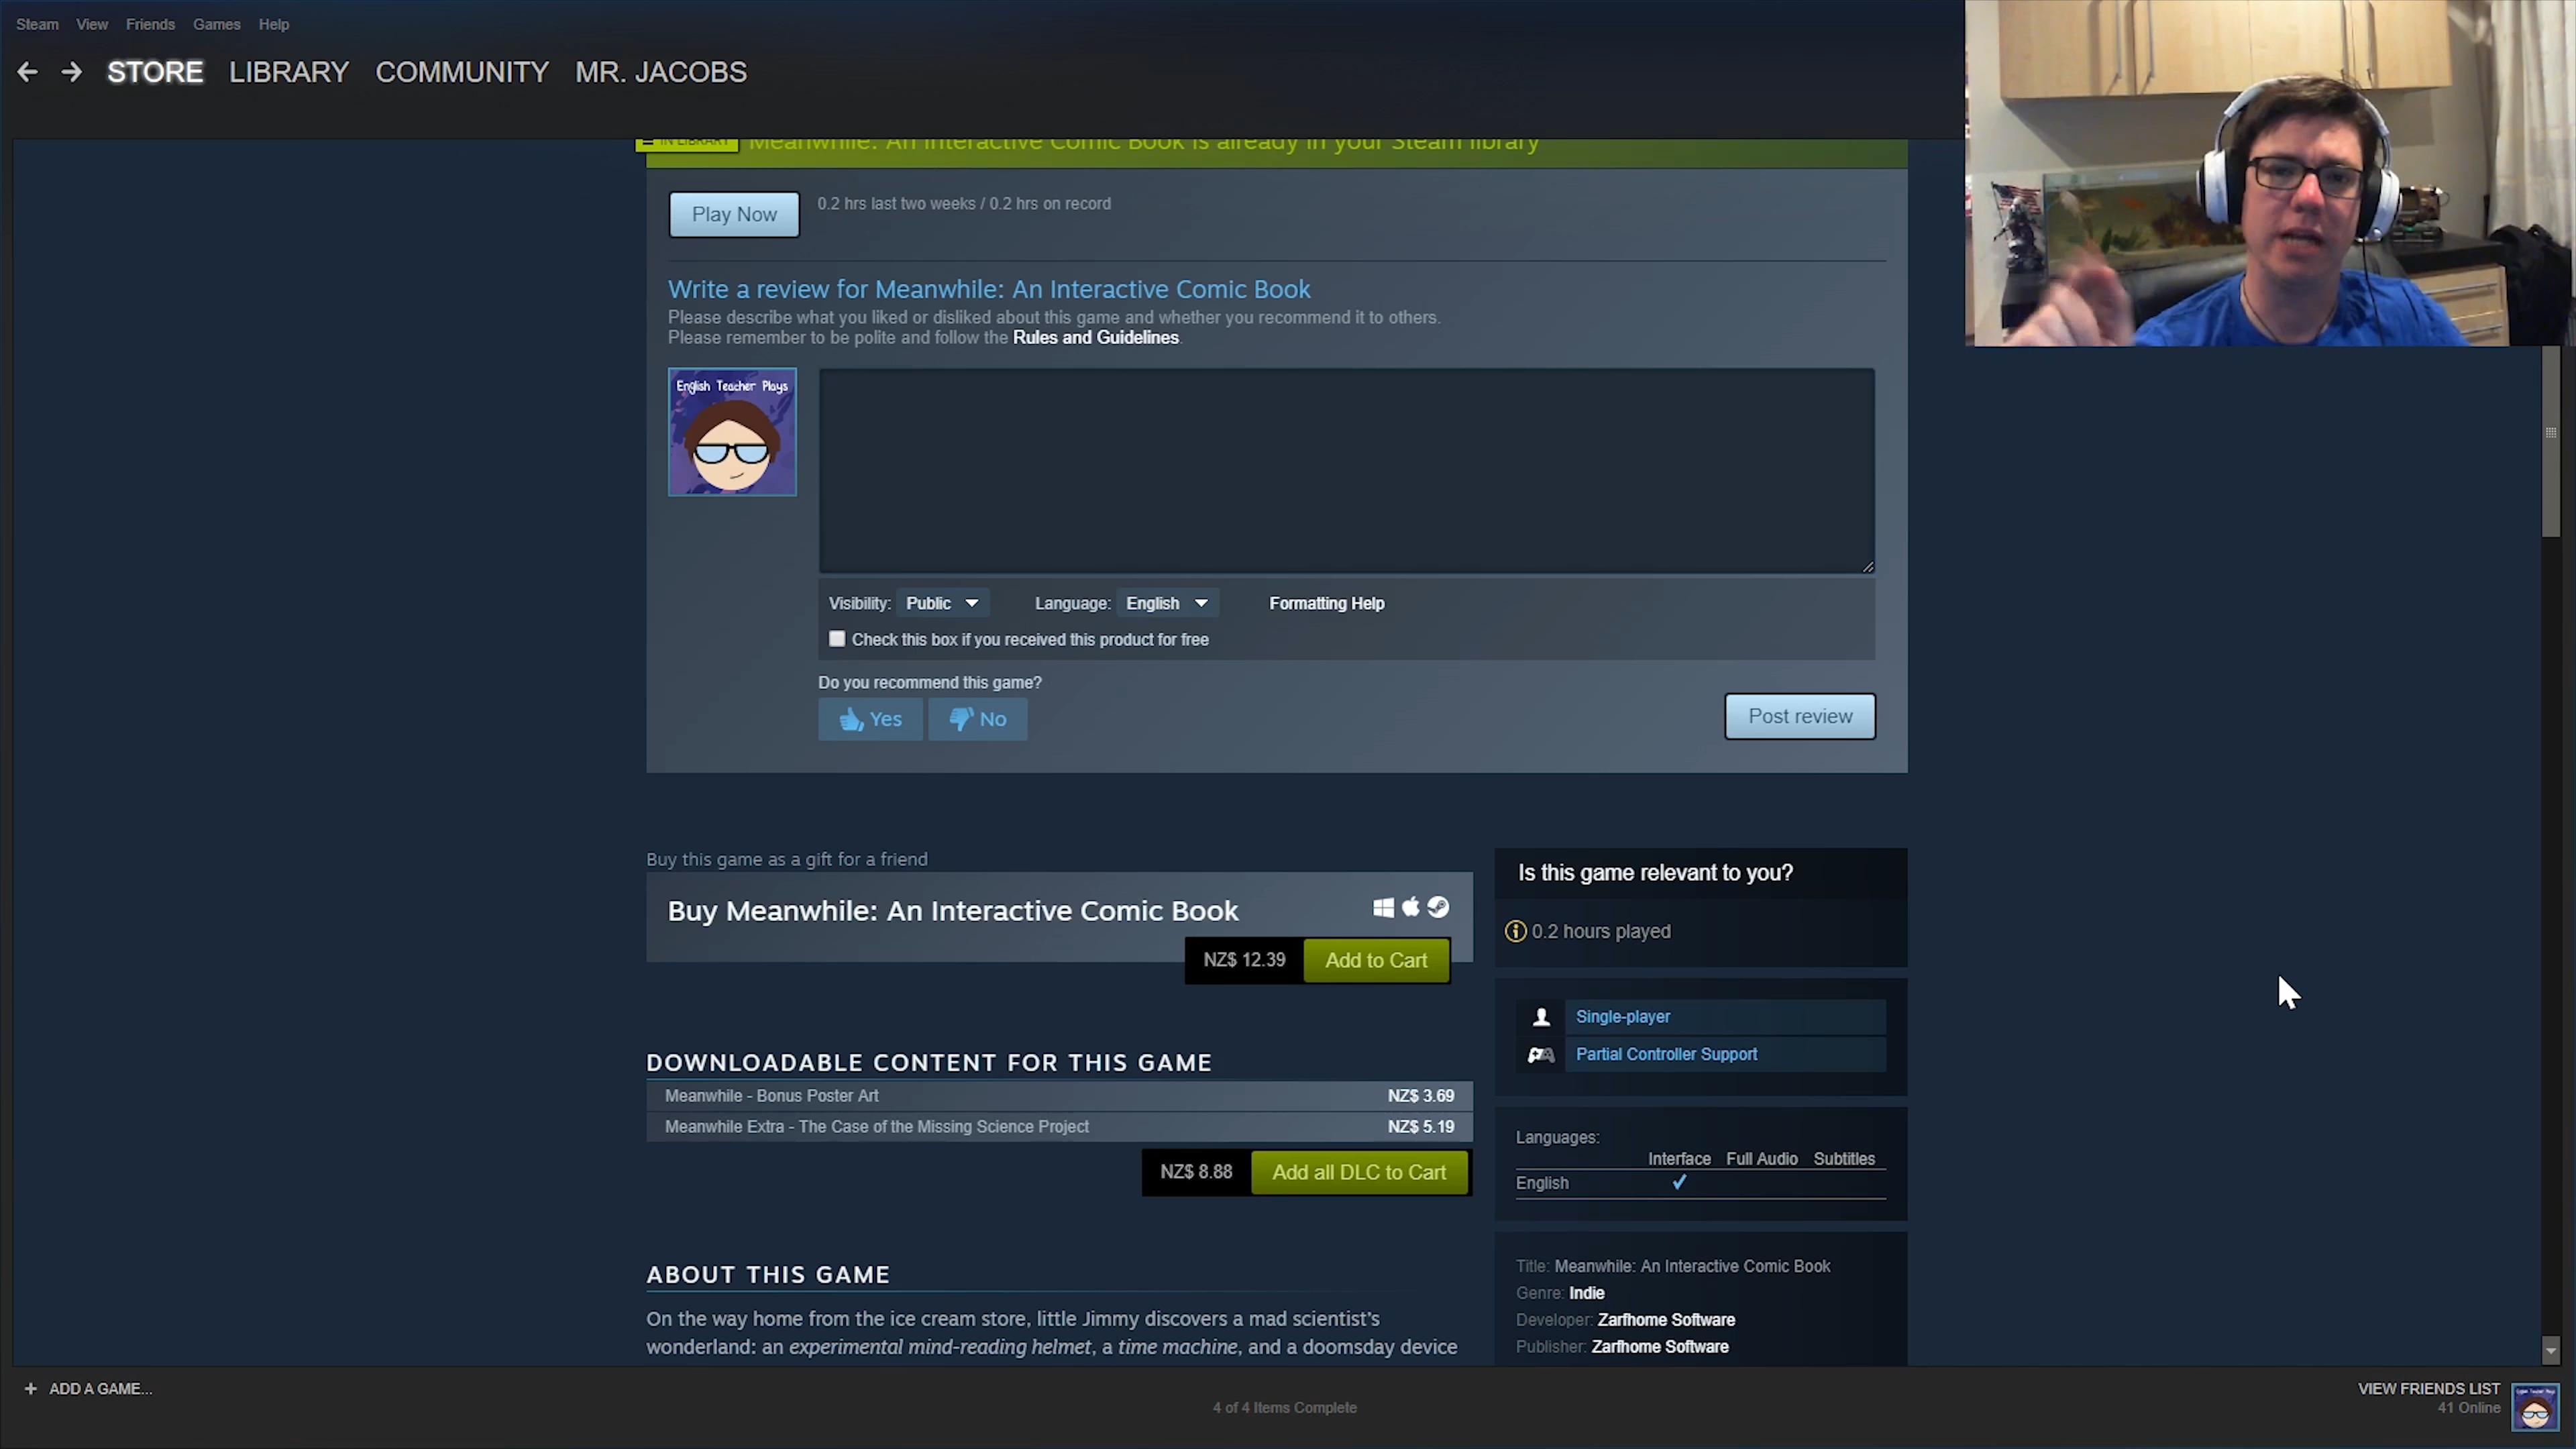 Steam View Friends Games Help
STORE LIBRARY COMMUNITY MR. JACOBS
IN LIBRARY Meanwhile: An Interactive Comic Book is already in your Steam library
Play Now 0.2 hrs last two weeks / 0.2 hrs on record
Write a review for Meanwhile: An Interactive Comic Book
Please describe what you liked or disliked about this game and whether you recommend it to others.
Please remember to be polite and follow the Rules and Guidelines.
English Teacher Plays
Visibility: Public Language: English Formatting Help
Check this box if you received this product for free
Do you recommend this game?
Yes No Post review
Buy this game as a gift for a friend
Buy Meanwhile: An Interactive Comic Book
NZ$ 12.39 Add to Cart
DOWNLOADABLE CONTENT FOR THIS GAME
Meanwhile - Bonus Poster Art NZ$ 3.69
Meanwhile Extra - The Case of the Missing Science Project NZ$ 5.19
NZ$ 8.88 Add all DLC to Cart
ABOUT THIS GAME
On the way home from the ice cream store, little Jimmy discovers a mad scientist's
wonderland: an experimental mind-reading helmet, a time machine, and a doomsday device
Is this game relevant to you?
0.2 hours played
Single-player
Partial Controller Support
Languages:
Interface Full Audio Subtitles
English
Title: Meanwhile: An Interactive Comic Book
Genre: Indie
Developer: Zarfhome Software
Publisher: Zarfhome Software
+ ADD A GAME...
4 of 4 Items Complete
VIEW FRIENDS LIST
41 Online